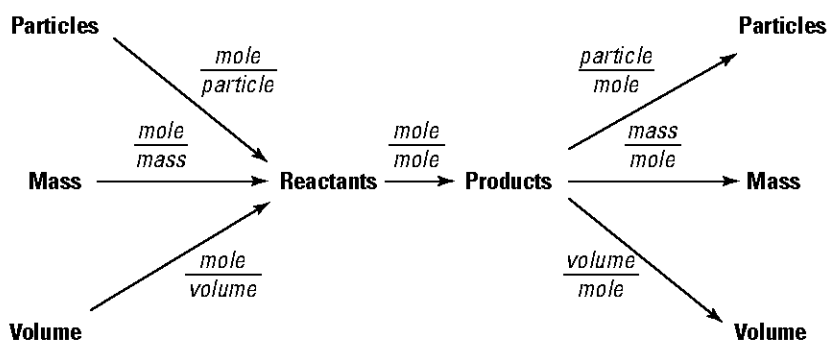 Particles
Particles
mole
particle
particle
mole
mole
mass
mole
mole
mass
mole
Mass
Reactants
Products
Mass
mole
volume
volume
mole
Volume
Volume